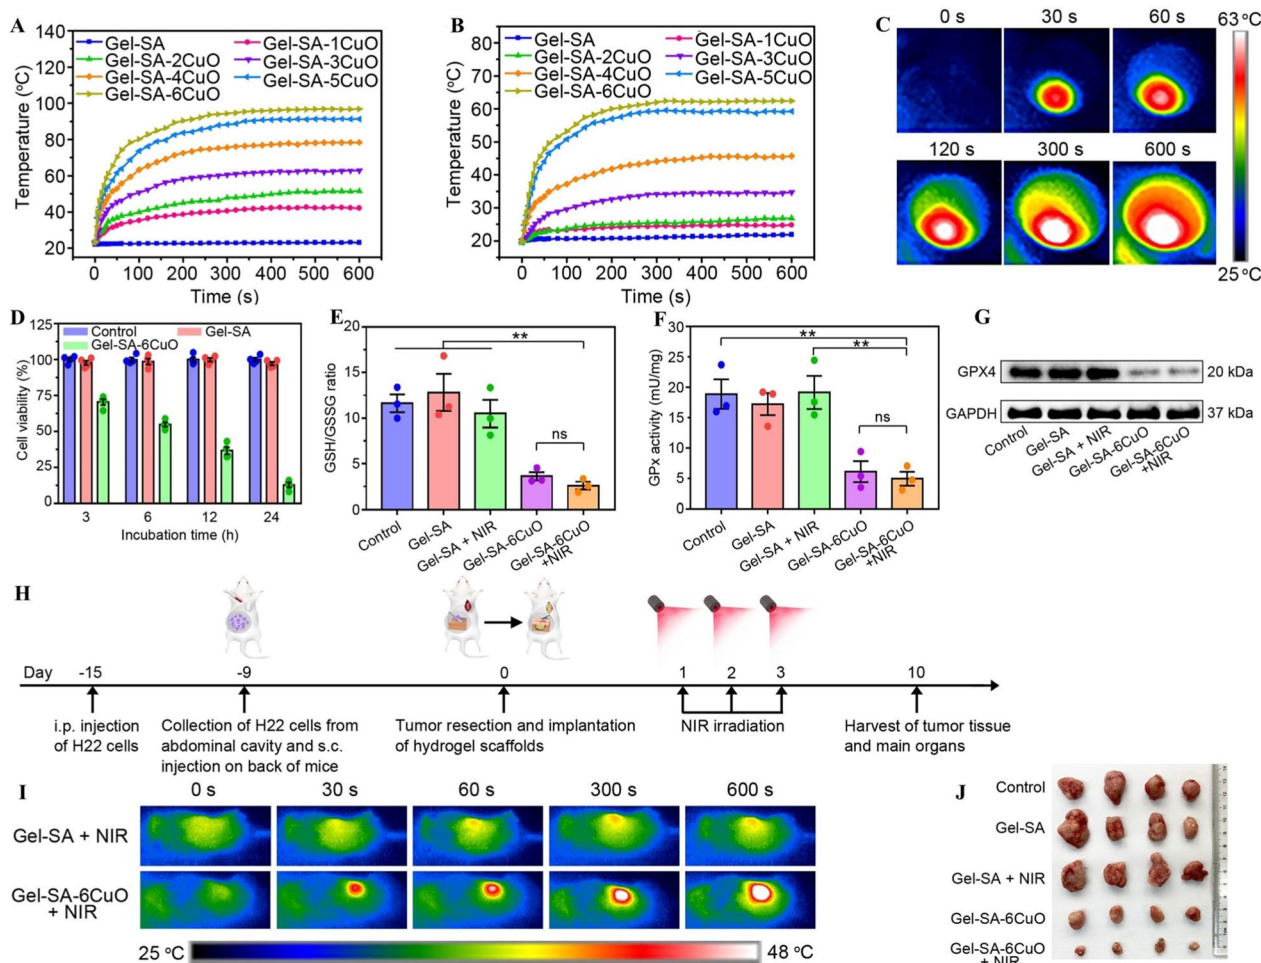 A
Temperature (°C)
140
120
100
80
60
40
20
Gel-SA
Gel-SA-1CuO
Gel-SA-2CuO
Gel-SA-3CuO
Gel-SA-4CuO
Gel-SA-5CuO
Gel-SA-6CuO
0 100 200 300 400 500 600
Time (s)
B
Temperature (°C)
80
70
60
50
40
30
20
Gel-SA
Gel-SA-1CuO
Gel-SA-2CuO
Gel-SA-3CuO
Gel-SA-4CuO
Gel-SA-5CuO
Gel-SA-6CuO
0 100 200 300 400 500 600
Time (s)
C
0 s 30 s 60 s
63 °C
120 s 300 s 600 s
25 °C
D
Cell viability (%)
125
100
75
50
25
0
Control
Gel-SA
Gel-SA-6CuO
3 6 12 24
Incubation time (h)
E
GSH/GSSG ratio
20
15
10
5
0
**
ns
Control
Gel-SA
Gel-SA + NIR
Gel-SA-6CuO
Gel-SA-6CuO
+NIR
F
GPx activity (mU/mg)
30
25
20
15
10
5
0
**
**
ns
Control
Gel-SA
Gel-SA + NIR
Gel-SA-6CuO
Gel-SA-6CuO
+NIR
G
GPX4
20 kDa
GAPDH
37 kDa
Control
Gel-SA
Gel-SA + NIR
Gel-SA-6CuO
Gel-SA-6CuO
+NIR
H
Day -15 -9 0 1 2 3 10
i.p. injection
of H22 cells
Collection of H22 cells from
abdominal cavity and s.c.
injection on back of mice
Tumor resection and implantation
of hydrogel scaffolds
NIR irradiation
Harvest of tumor tissue
and main organs
I
0 s 30 s 60 s 300 s 600 s
Gel-SA + NIR
Gel-SA-6CuO
+ NIR
25 °C 48 °C
J
Control
Gel-SA
Gel-SA + NIR
Gel-SA-6CuO
Gel-SA-6CuO
+ NIR